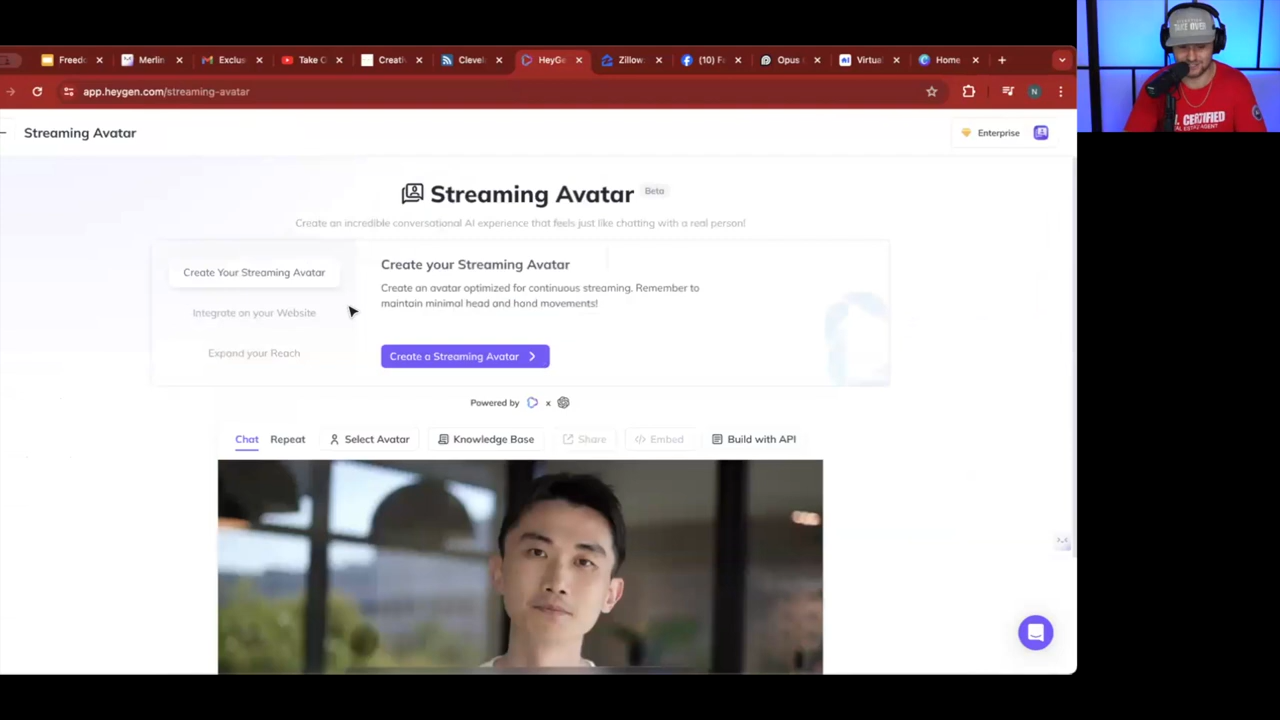 Freedo
Merlin
Exclus
Take O
Creati
Clevel
HeyGe
Zillow
(10) F
Opus
Virtual
Home
app.heygen.com/streaming-avatar
N
Streaming Avatar
Enterprise
Streaming Avatar Beta
Create an incredible conversational AI experience that feels just like chatting with a real person!
Create Your Streaming Avatar
Integrate on your Website
Expand your Reach
Create your Streaming Avatar
Create an avatar optimized for continuous streaming. Remember to
maintain minimal head and hand movements!
Create a Streaming Avatar
Powered by x
Chat Repeat Select Avatar Knowledge Base Share Embed Build with API
TAKE OVER
CERTIFIED